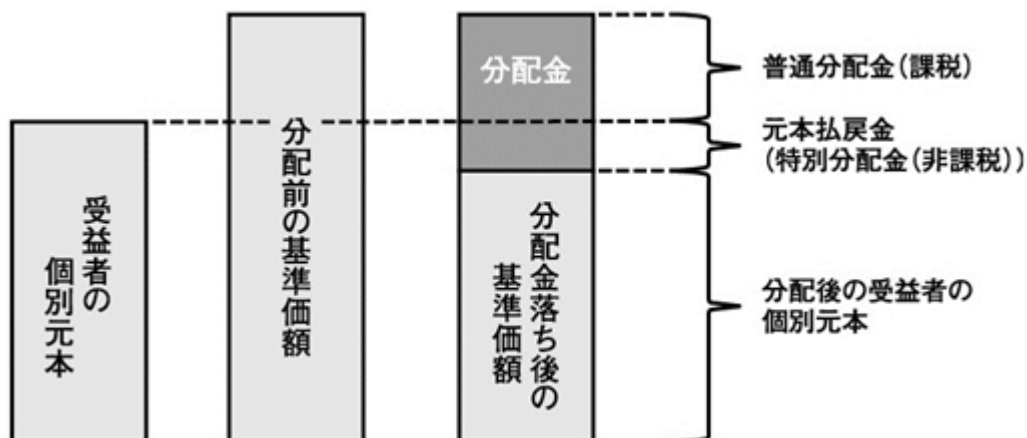 受益者の
個別元本
分配前の基準価額
分配金
分配金落ち後の
基準価額
普通分配金(課税)
元本払戻金
(特別分配金(非課税))
分配後の受益者の
個別元本